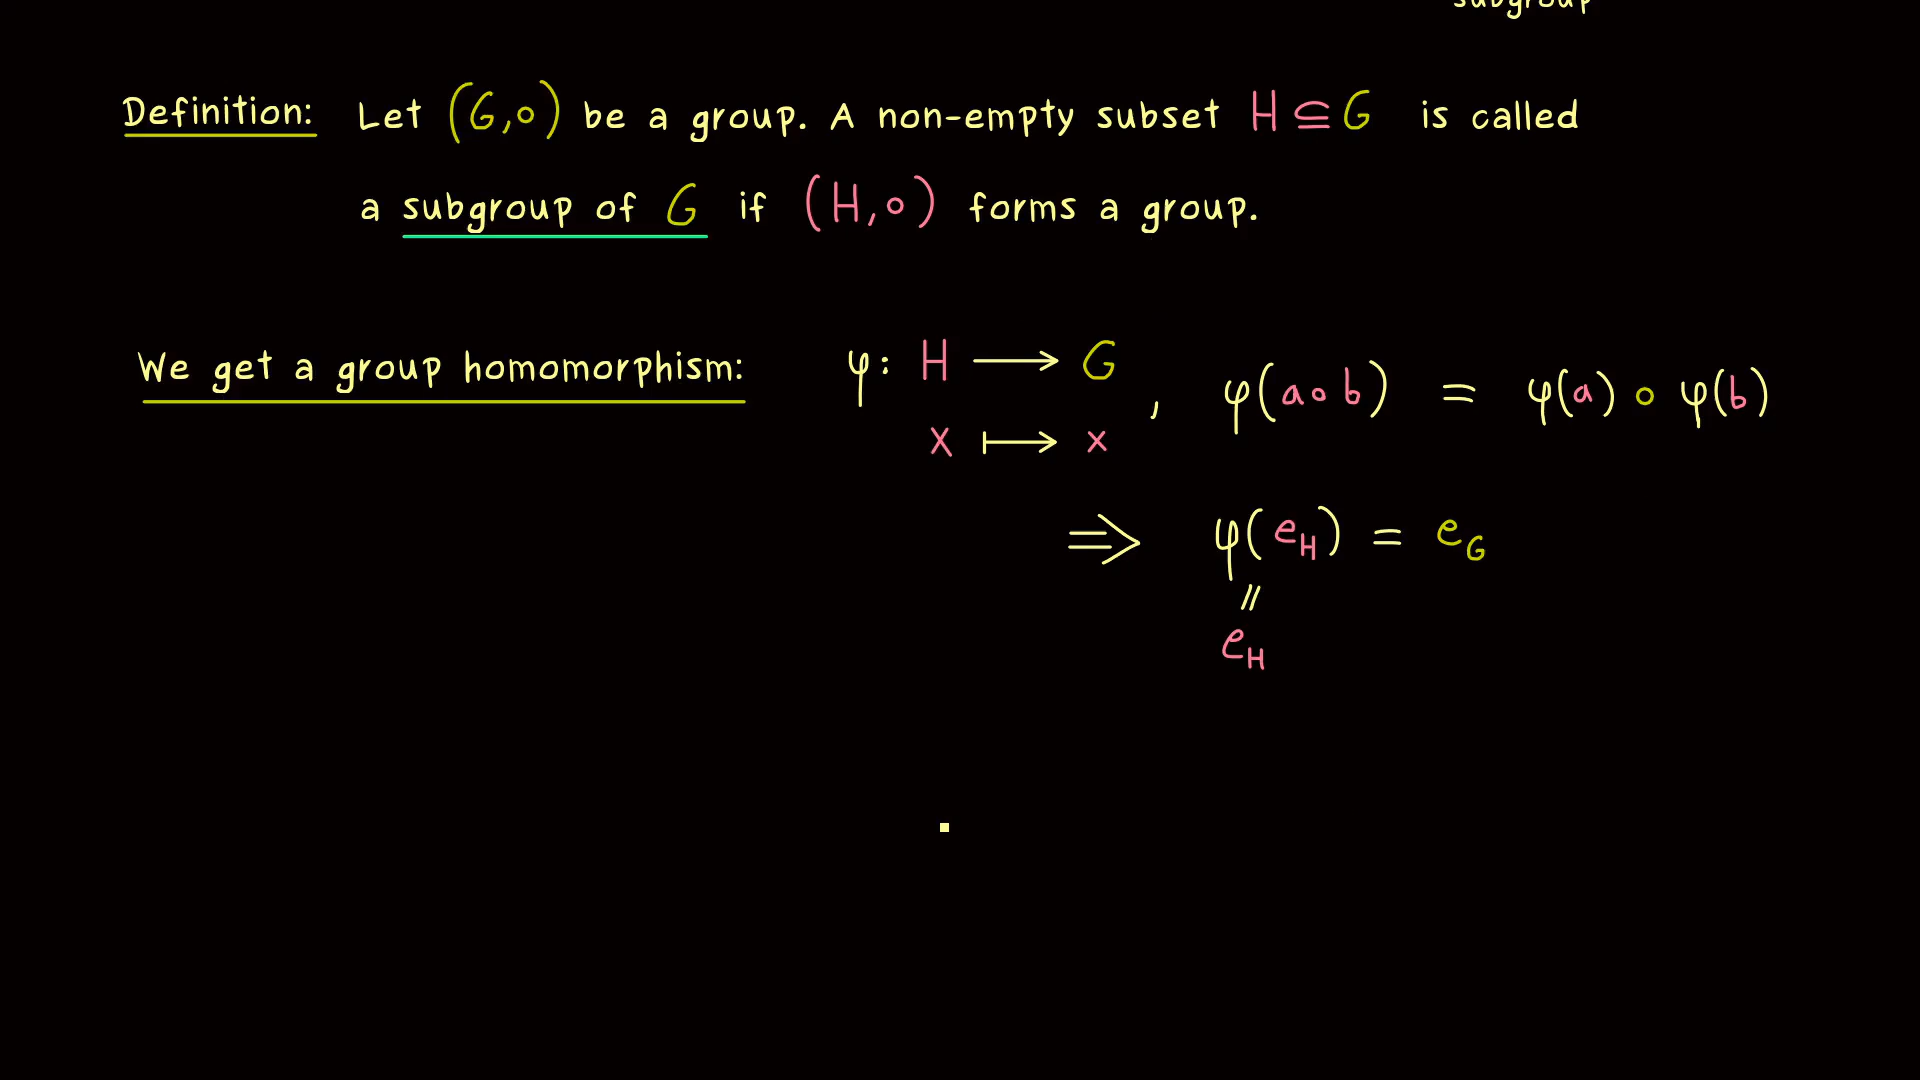 subgroup
Definition: Let (G,∘) be a group. A non-empty subset H ⊆ G is called
a subgroup of G if (H,∘) forms a group.
We get a group homomorphism: φ: H ⟶ G , φ(a∘b) = φ(a) ∘ φ(b)
x ⟼ x
⟹ φ(e_H) = e_G
=
e_H